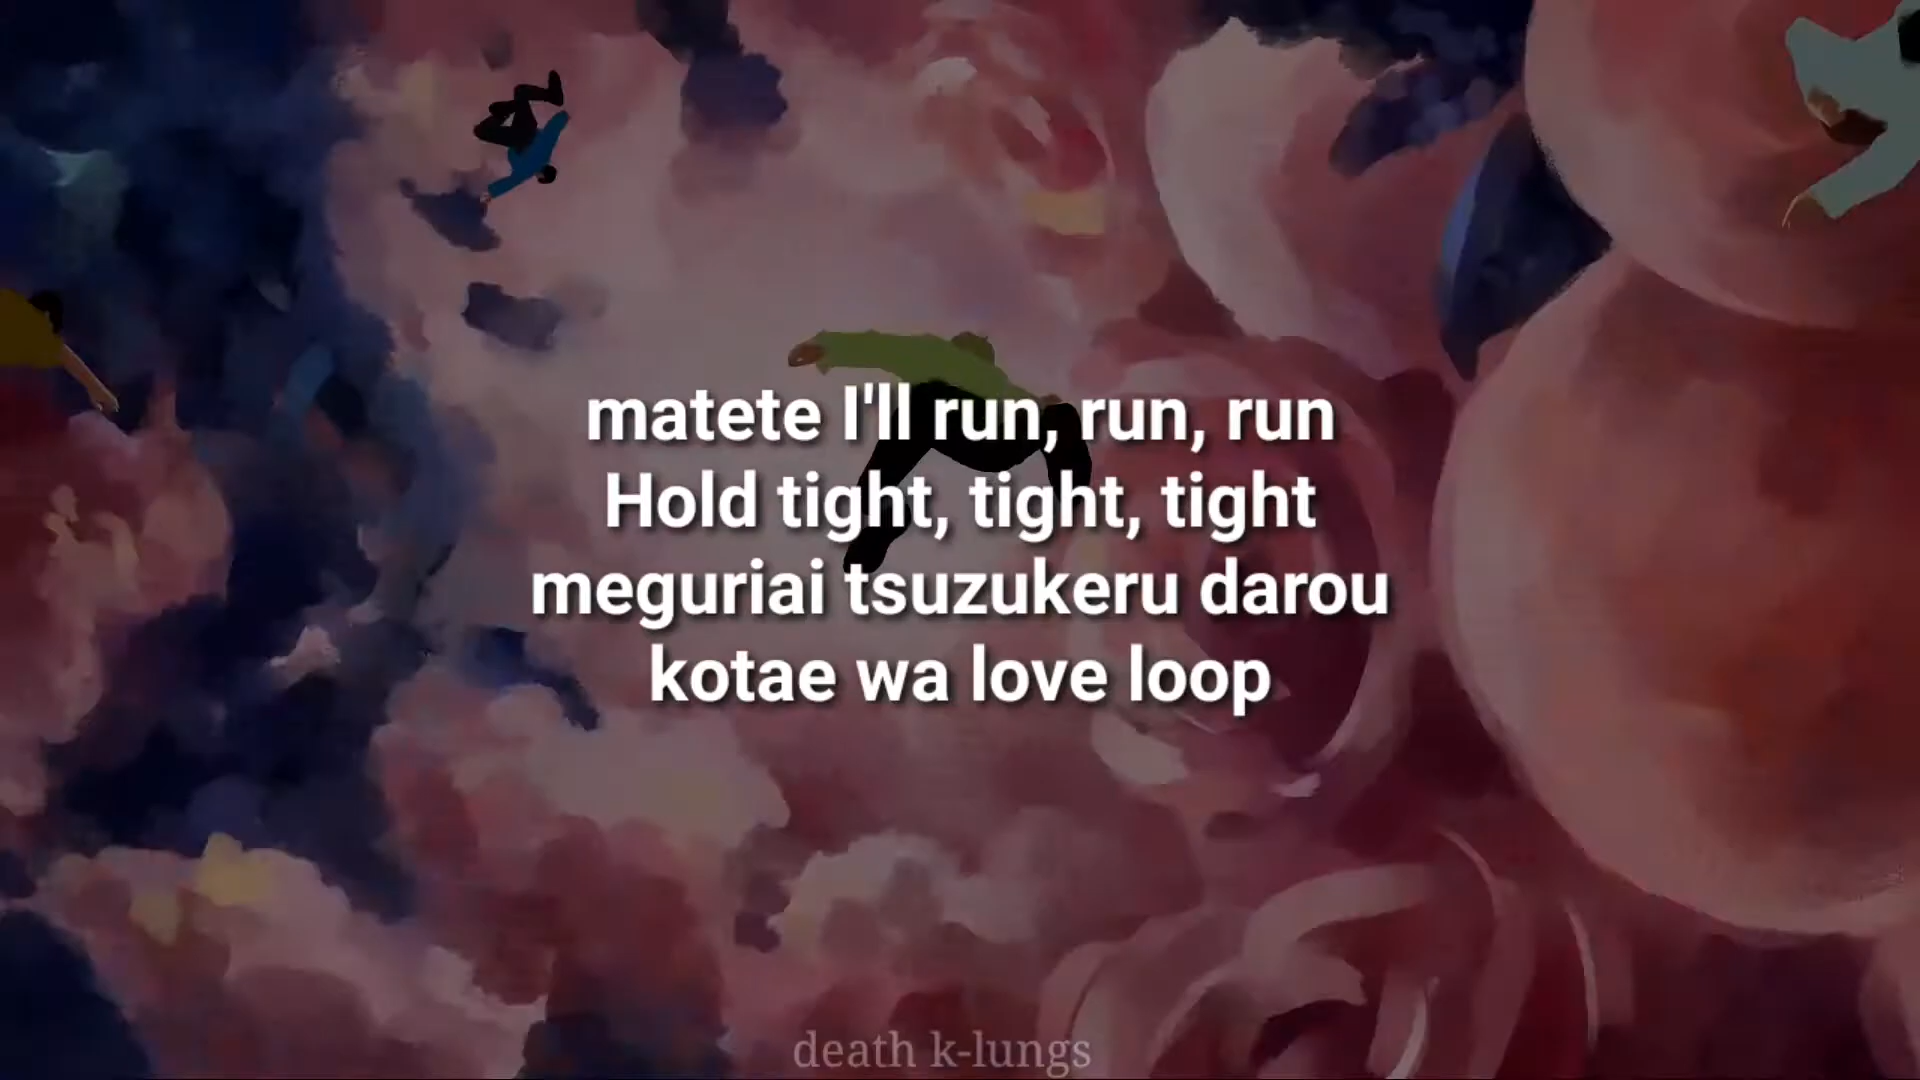 matete I'll run, run, run
Hold tight, tight, tight
meguriai tsuzukeru darou
kotae wa love loop
death k-lungs